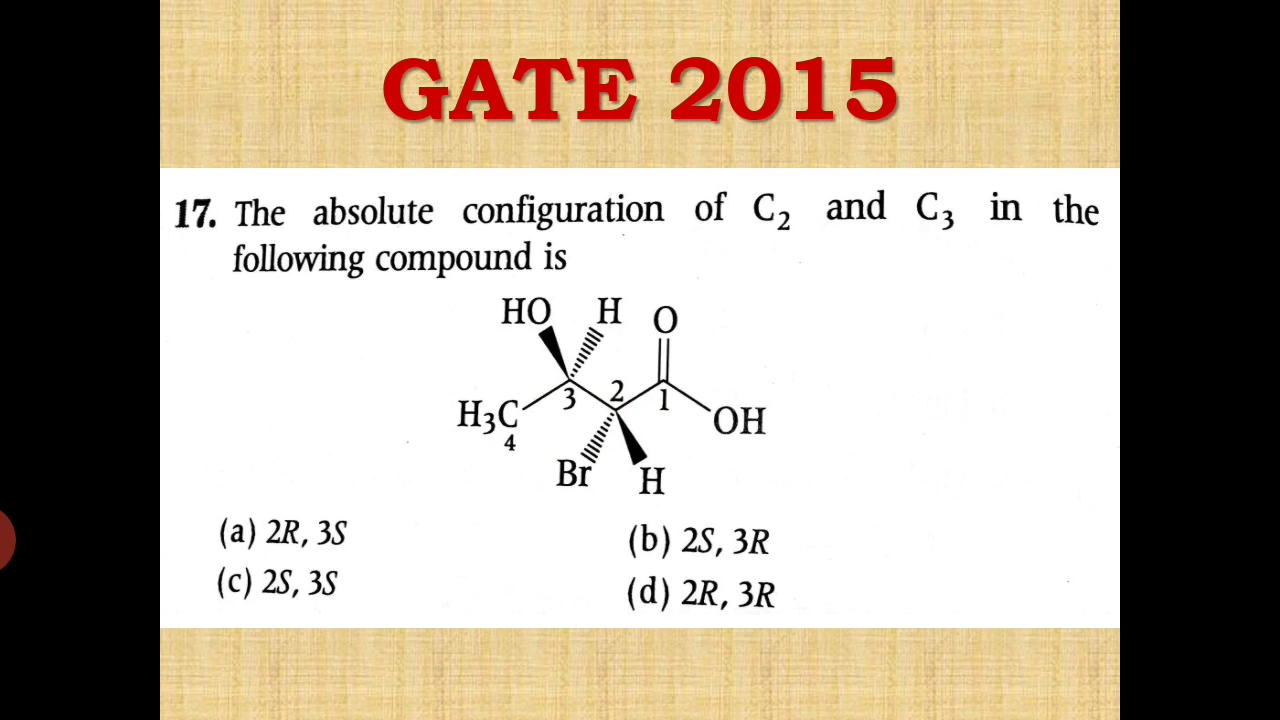 GATE 2015
17. The absolute configuration of C₂ and C₃ in the
following compound is
HO H O
H₃C 3 2 1 OH
4
Br H
(a) 2R, 3S (b) 2S, 3R
(c) 2S, 3S (d) 2R, 3R